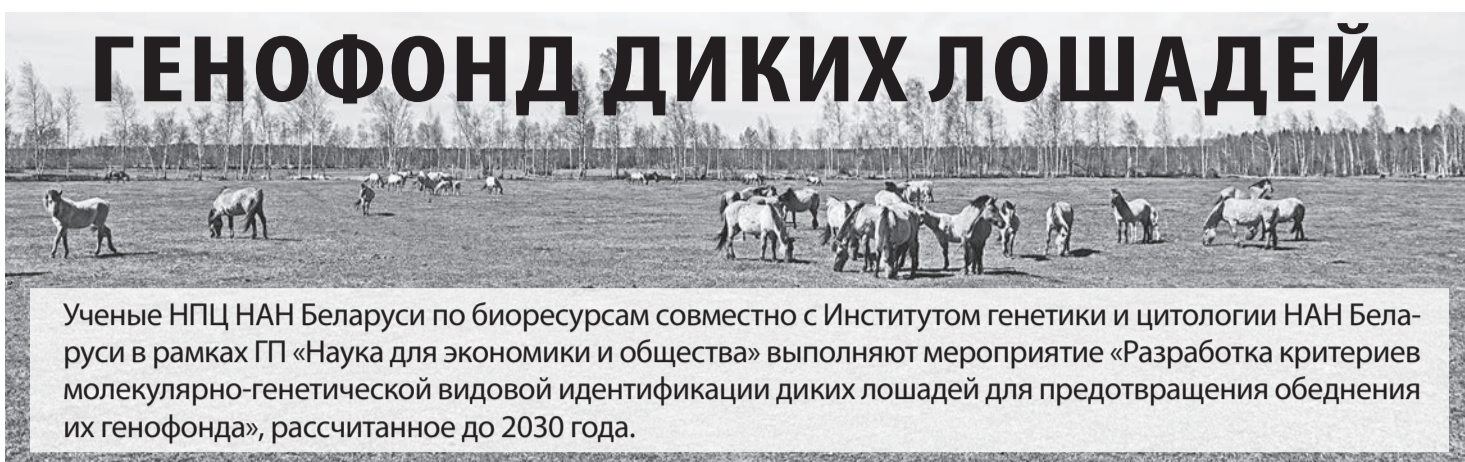 ГЕНОФОНД ДИКИХ ЛОШАДЕЙ
Ученые НПЦ НАН Беларуси по биоресурсам совместно с Институтом генетики и цитологии НАН Бела-
руси в рамках ГП «Наука для экономики и общества» выполняют мероприятие «Разработка критериев
молекулярно-генетической видовой идентификации диких лошадей для предотвращения обеднения
их генофонда», рассчитанное до 2030 года.